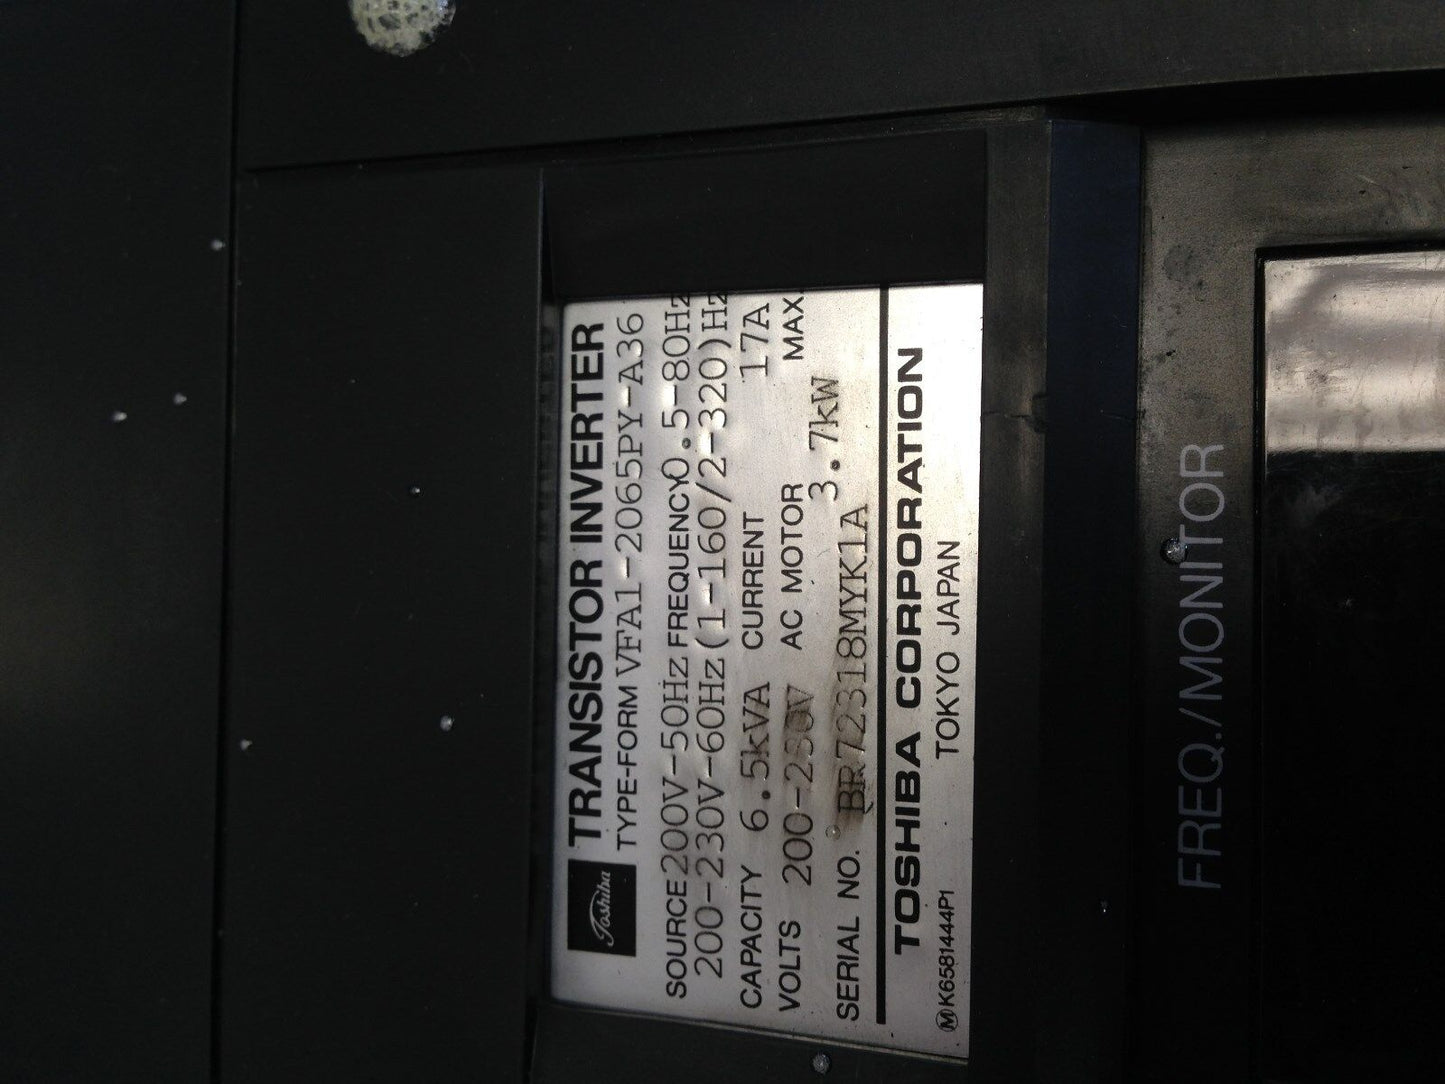 Toshiba
TRANSISTOR INVERTER
TYPE-FORM VFA1-2065PY-A36
SOURCE 200V-50Hz FREQUENCY 0.5-80Hz
200-230V-60Hz (1-160/2-320)Hz
CAPACITY 6.5kVA CURRENT 17A
VOLTS 200-230V AC MOTOR MAX.
3.7kW
SERIAL NO. BR72318MYK1A
TOSHIBA CORPORATION
Ⓜ K6581444P1 TOKYO JAPAN
FREQ./MONITOR